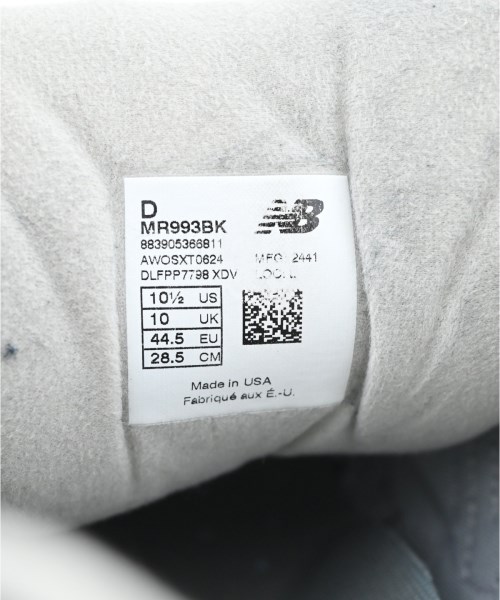 D
MR993BK
883905366811
AWOSXT0624 MFG 2441
DLFPP7798 XDV
10½ US
10 UK
44.5 EU
28.5 CM
Made in USA
Fabriqué aux É.-U.